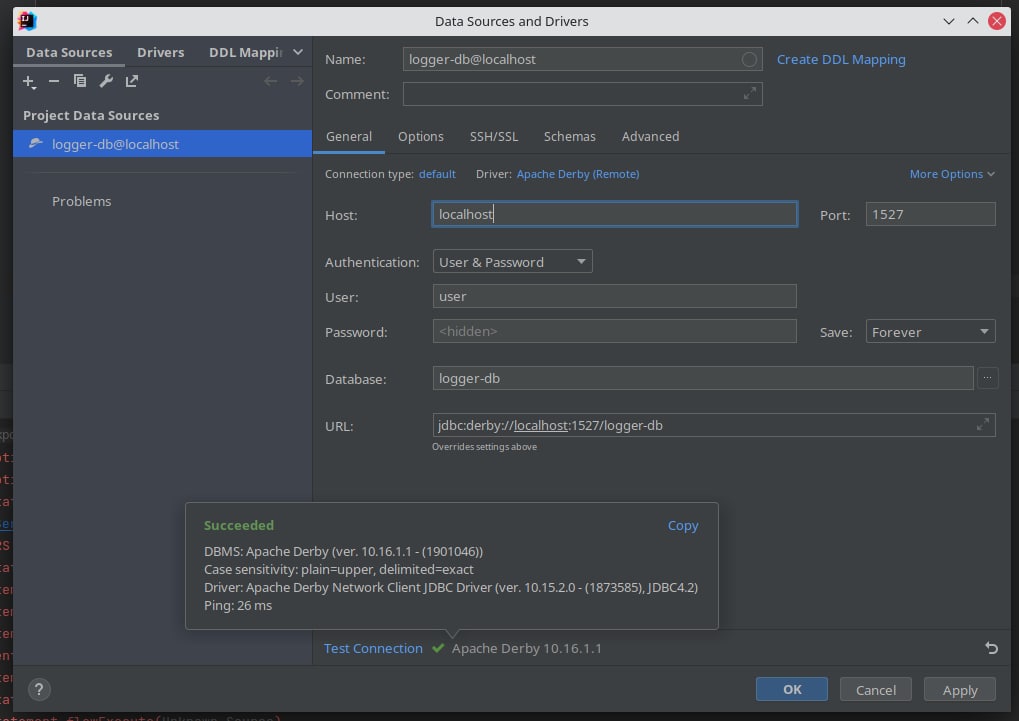 Data Sources and Drivers
Data Sources Drivers DDL Mappi
Project Data Sources
logger-db@localhost
Problems
Name: logger-db@localhost Create DDL Mapping
Comment:
General Options SSH/SSL Schemas Advanced
Connection type: default Driver: Apache Derby (Remote) More Options
Host: localhost Port: 1527
Authentication: User & Password
User: user
Password: <hidden> Save: Forever
Database: logger-db ...
URL: jdbc:derby://localhost:1527/logger-db
Overrides settings above
Succeeded Copy
DBMS: Apache Derby (ver. 10.16.1.1 - (1901046))
Case sensitivity: plain=upper, delimited=exact
Driver: Apache Derby Network Client JDBC Driver (ver. 10.15.2.0 - (1873585), JDBC4.2)
Ping: 26 ms
Test Connection Apache Derby 10.16.1.1
? OK Cancel Apply